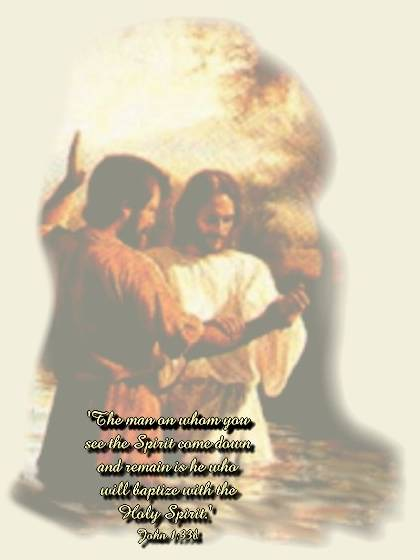 'The man on whom you
see the Spirit come down
and remain is he who
will baptize with the
Holy Spirit.'
John 1:33b